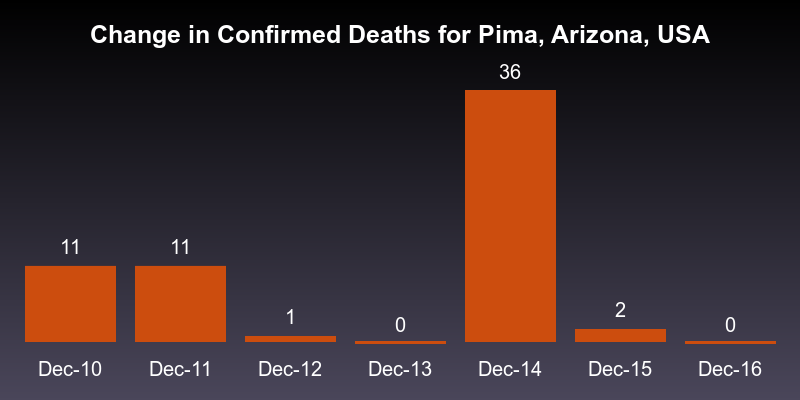 Change in Confirmed Deaths for Pima, Arizona, USA
36
11 11
1 0 2 0
Dec-10 Dec-11 Dec-12 Dec-13 Dec-14 Dec-15 Dec-16